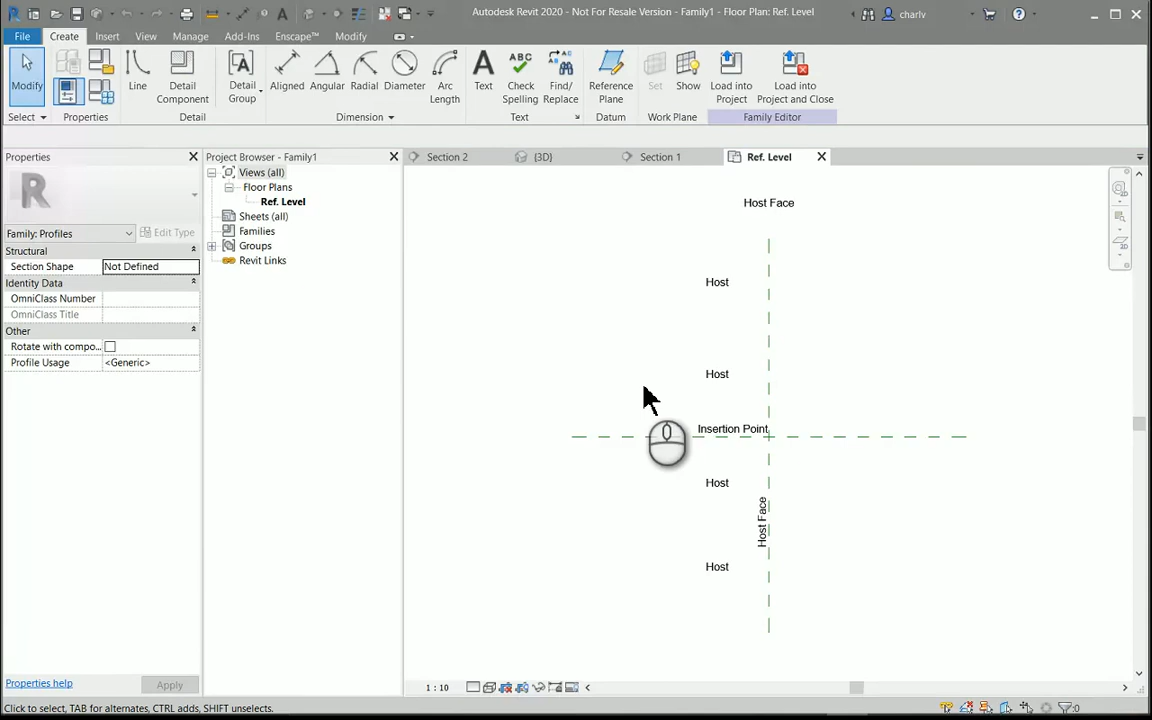 Autodesk Revit 2020 - Not For Resale Version - Family1 - Floor Plan: Ref. Level
charlv
File
Create
Insert
View
Manage
Add-Ins
Enscape™
Modify
Modify
Line
Detail
Component
Detail
Group
Aligned
Angular
Radial
Diameter
Arc
Length
Text
Check
Spelling
Find/
Replace
Reference
Plane
Set
Show
Load into
Project
Load into
Project and Close
Select
Properties
Detail
Dimension
Text
Datum
Work Plane
Family Editor
Properties
Project Browser - Family1
Section 2
{3D}
Section 1
Ref. Level
Family: Profiles
Edit Type
Structural
Section Shape
Not Defined
Identity Data
OmniClass Number
OmniClass Title
Other
Rotate with compo...
Profile Usage
<Generic>
Properties help
Apply
Views (all)
Floor Plans
Ref. Level
Sheets (all)
Families
Groups
Revit Links
Host Face
Host
Host
Insertion Point
Host
Host Face
Host
1 : 10
Click to select, TAB for alternates, CTRL adds, SHIFT unselects.
:0